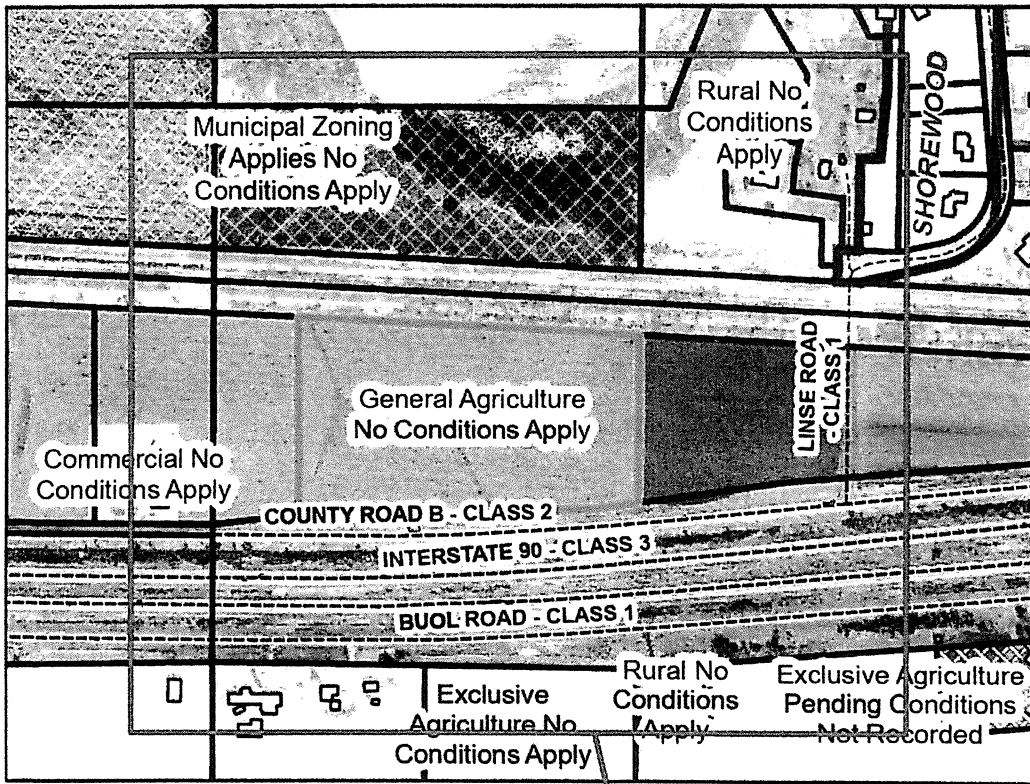 Municipal Zoning
Applies No
Conditions Apply
Rural No
Conditions
Apply
SHOREWOOD
General Agriculture
No Conditions Apply
LINSE ROAD
- CLASS 1
Commercial No
Conditions Apply
COUNTY ROAD B - CLASS 2
INTERSTATE 90 - CLASS 3
BUOL ROAD - CLASS 1
Exclusive
Agriculture No
Conditions Apply
Rural No
Conditions
Apply
Exclusive Agriculture
Pending Conditions
Not Recorded